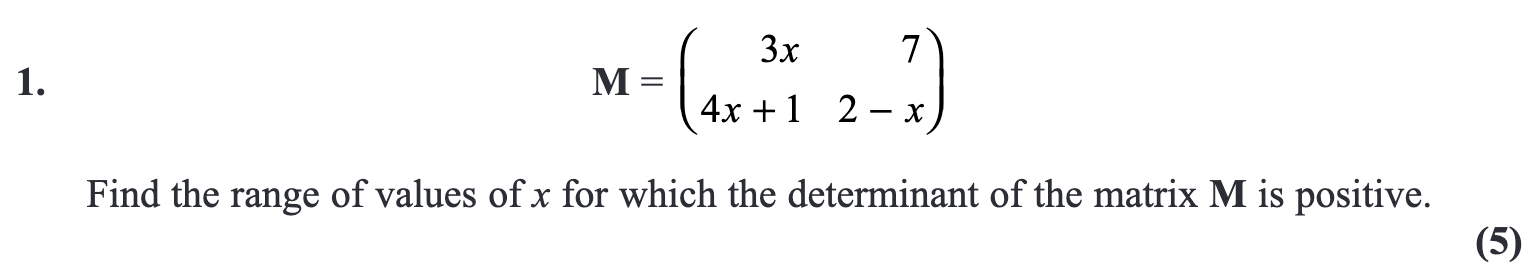 1. M = ( 3x 7
4x + 1 2 − x )
Find the range of values of x for which the determinant of the matrix M is positive.
(5)